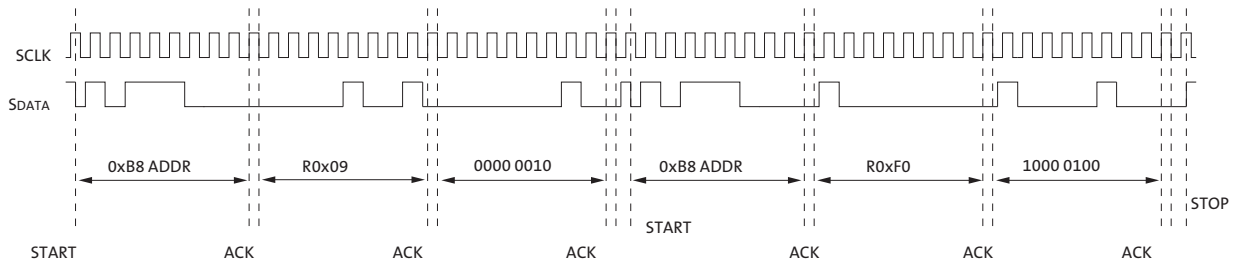 SCLK
SDATA
0xB8 ADDR
R0x09
0000 0010
0xB8 ADDR
R0xF0
1000 0100
STOP
START
START
ACK
ACK
ACK
ACK
ACK
ACK